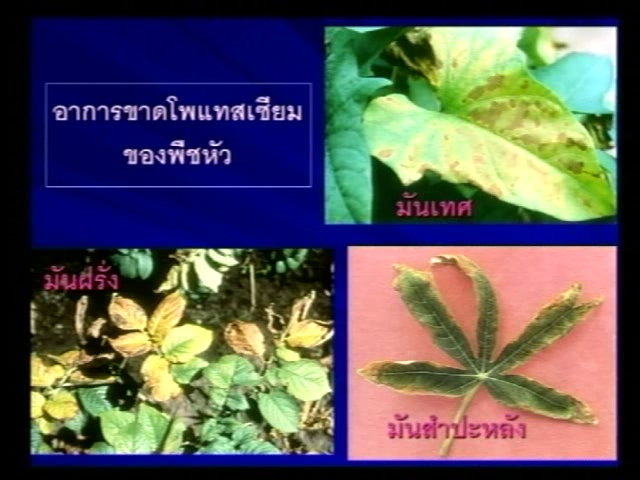 อาการขาดโพแทสเซียม
ของพืชหัว
มันเทศ
มันฝรั่ง
มันสำปะหลัง